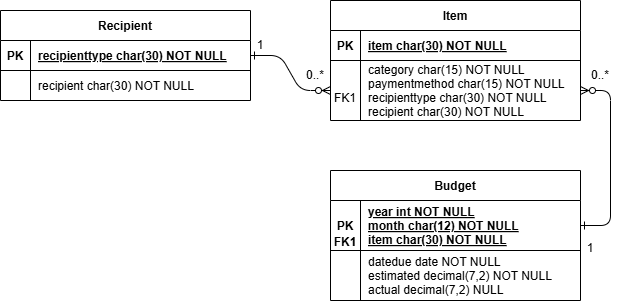 Recipient
PK recipienttype char(30) NOT NULL
recipient char(30) NOT NULL
1
0..*
Item
PK item char(30) NOT NULL
category char(15) NOT NULL
paymentmethod char(15) NOT NULL
FK1 recipienttype char(30) NOT NULL
recipient char(30) NOT NULL
0..*
Budget
year int NOT NULL
PK month char(12) NOT NULL
FK1 item char(30) NOT NULL
datedue date NOT NULL
estimated decimal(7,2) NOT NULL
actual decimal(7,2) NULL
1